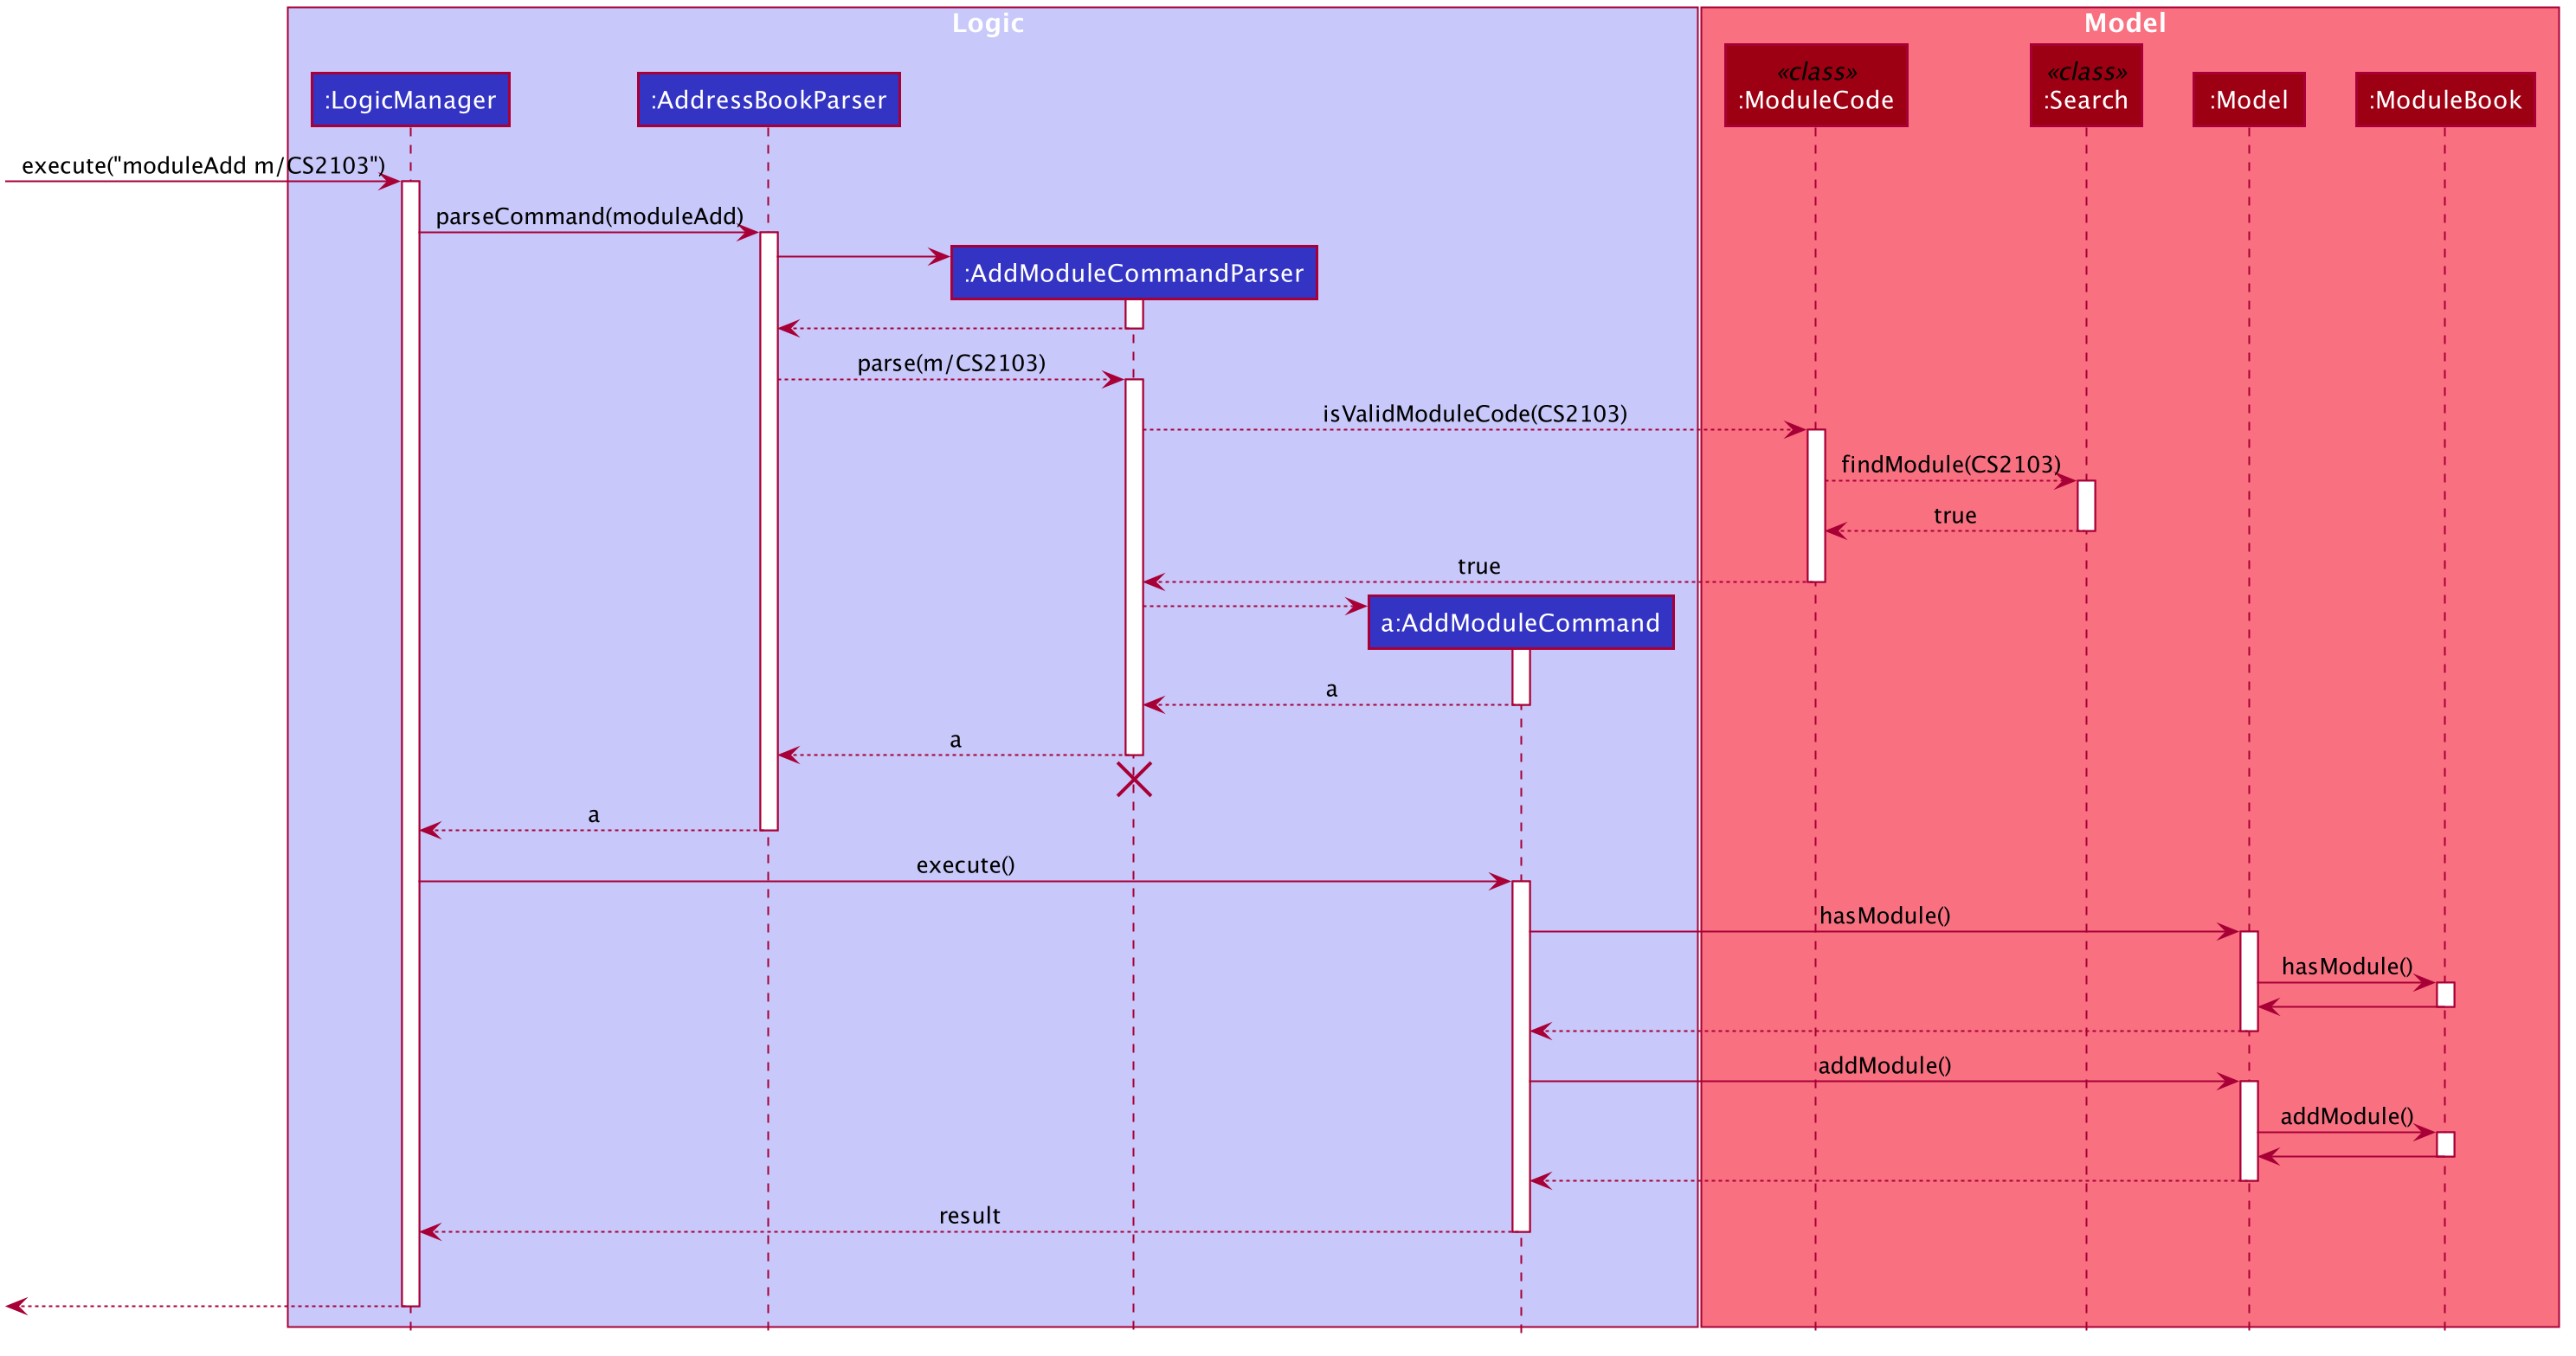 Logic
Model
«class»
«class»
:LogicManager
:AddressBookParser
:ModuleCode
:Search
:Model
:ModuleBook
execute("moduleAdd m/CS2103")
parseCommand(moduleAdd)
:AddModuleCommandParser
parse(m/CS2103)
isValidModuleCode(CS2103)
findModule(CS2103)
true
true
a:AddModuleCommand
a
a
a
execute()
hasModule()
hasModule()
addModule()
addModule()
result